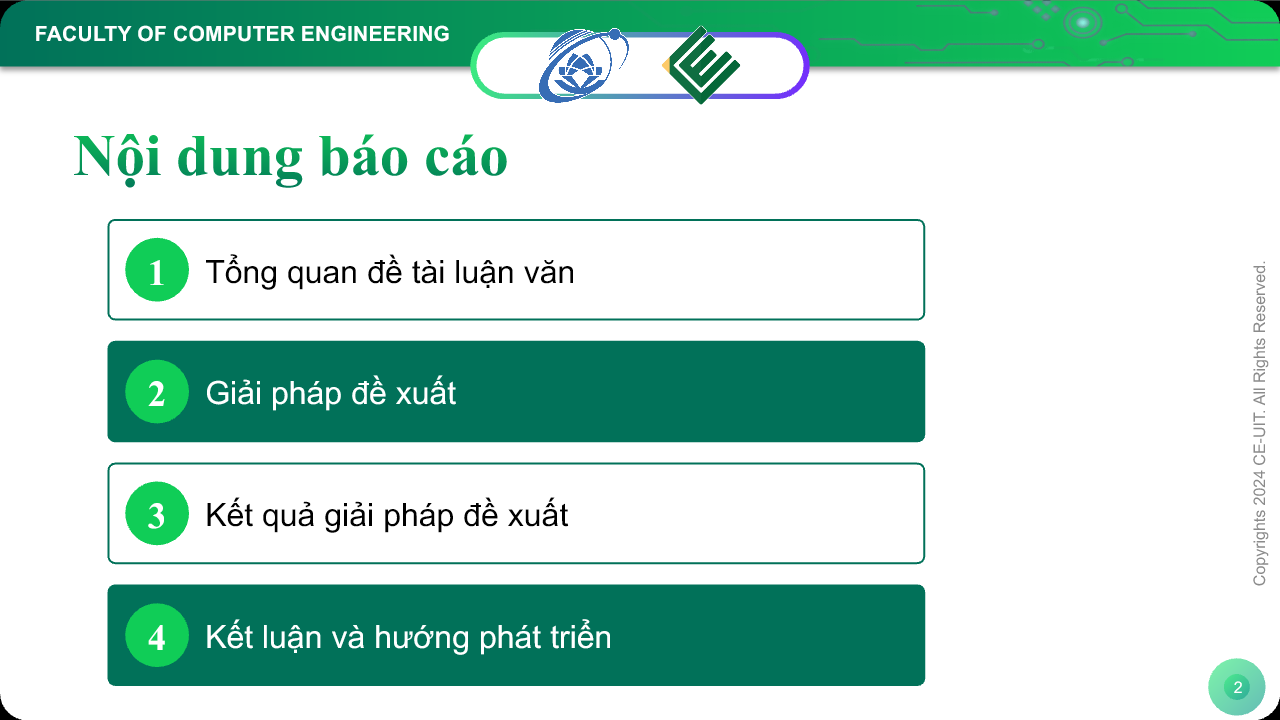 FACULTY OF COMPUTER ENGINEERING
Nội dung báo cáo
1 Tổng quan đề tài luận văn
2 Giải pháp đề xuất
3 Kết quả giải pháp đề xuất
4 Kết luận và hướng phát triển
Copyrights 2024 CE-UIT. All Rights Reserved.
2